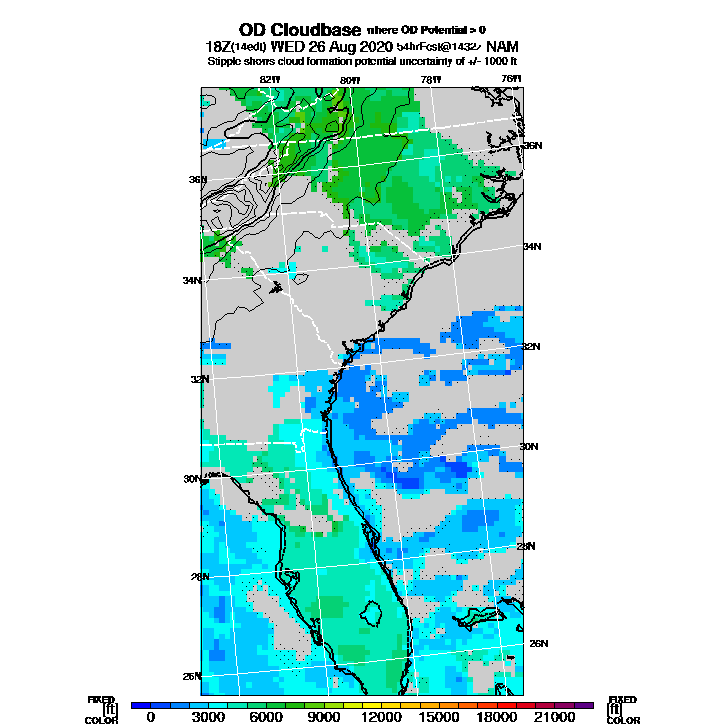 OD Cloudbase where OD Potential > 0
18Z(14edt) WED 26 Aug 2020 54hrFcst@1432z NAM
Stipple shows cloud formation potential uncertainty of +/- 1000 ft
82W 80W 78W 76W
36N
36N
34N
34N
32N
32N
30N
30N
28N
28N
26N
26N
FIXED FIXED
[ft] [ft]
COLOR 0 3000 6000 9000 12000 15000 18000 21000 COLOR